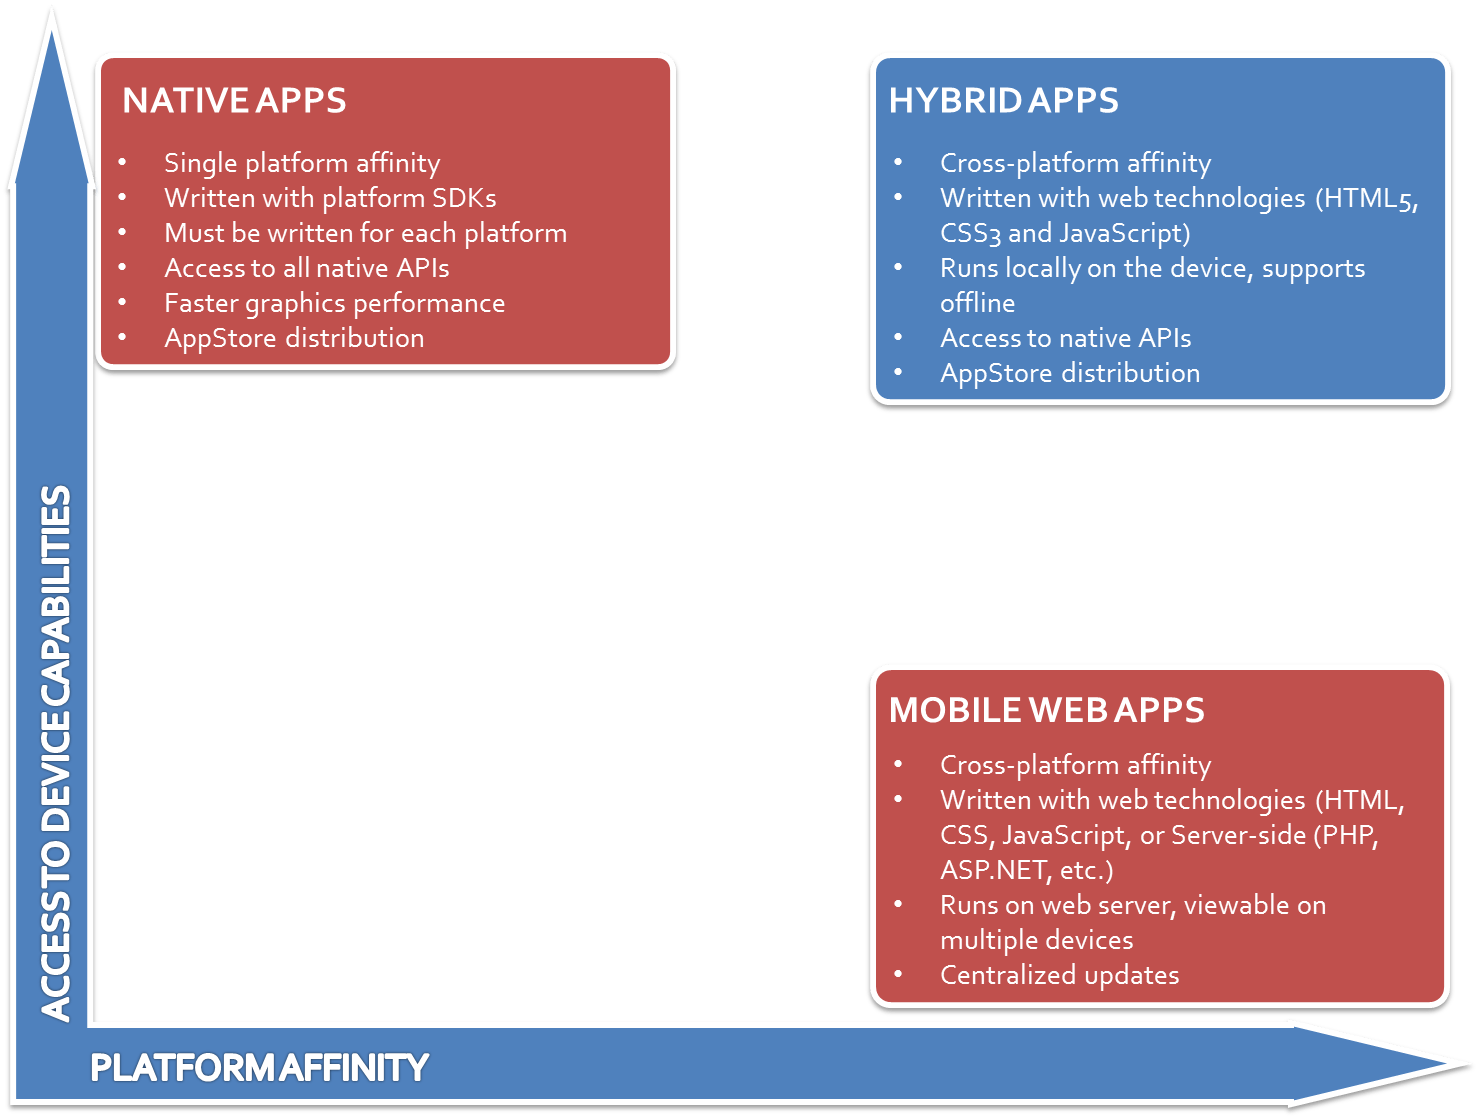 NATIVE APPS
• Single platform affinity
• Written with platform SDKs
• Must be written for each platform
• Access to all native APIs
• Faster graphics performance
• AppStore distribution
HYBRID APPS
• Cross-platform affinity
• Written with web technologies (HTML5,
CSS3 and JavaScript)
• Runs locally on the device, supports
offline
• Access to native APIs
• AppStore distribution
MOBILE WEB APPS
• Cross-platform affinity
• Written with web technologies (HTML,
CSS, JavaScript, or Server-side (PHP,
ASP.NET, etc.)
• Runs on web server, viewable on
multiple devices
• Centralized updates
ACCESS TO DEVICE CAPABILITIES
PLATFORM AFFINITY